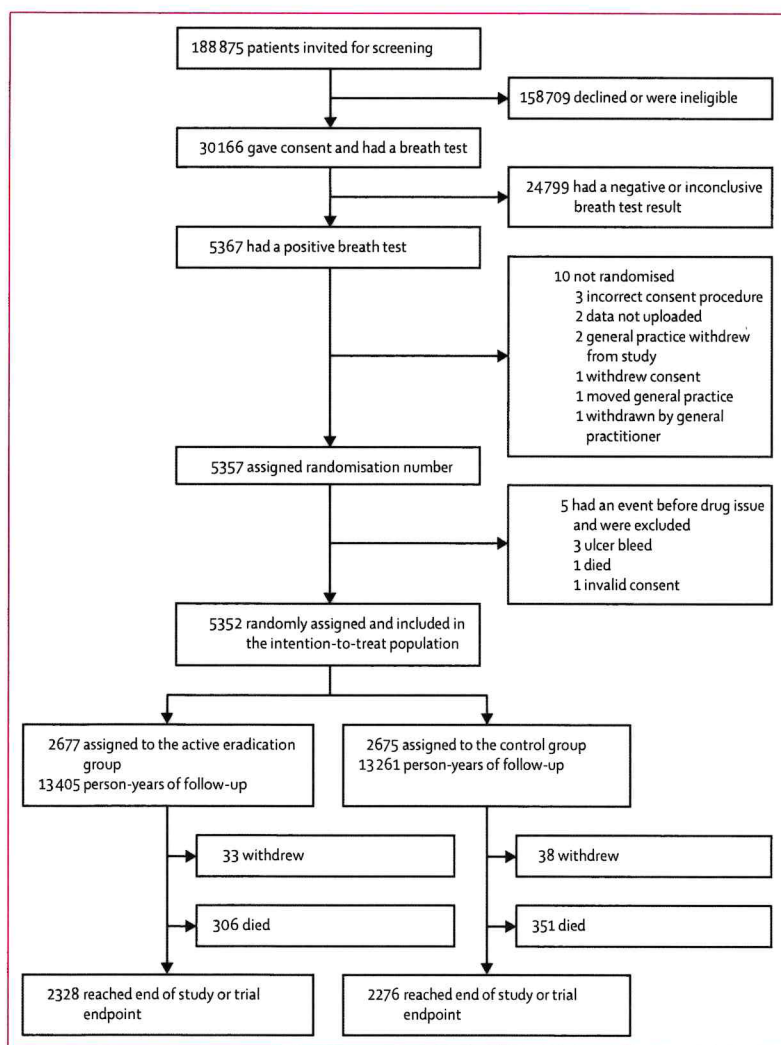 188 875 patients invited for screening
158 709 declined or were ineligible
30 166 gave consent and had a breath test
24 799 had a negative or inconclusive
breath test result
5367 had a positive breath test
10 not randomised
3 incorrect consent procedure
2 data not uploaded
2 general practice withdrew
from study
1 withdrew consent
1 moved general practice
1 withdrawn by general
practitioner
5357 assigned randomisation number
5 had an event before drug issue
and were excluded
3 ulcer bleed
1 died
1 invalid consent
5352 randomly assigned and included in
the intention-to-treat population
2677 assigned to the active eradication
group
13 405 person-years of follow-up
2675 assigned to the control group
13 261 person-years of follow-up
33 withdrew
38 withdrew
306 died
351 died
2328 reached end of study or trial
endpoint
2276 reached end of study or trial
endpoint